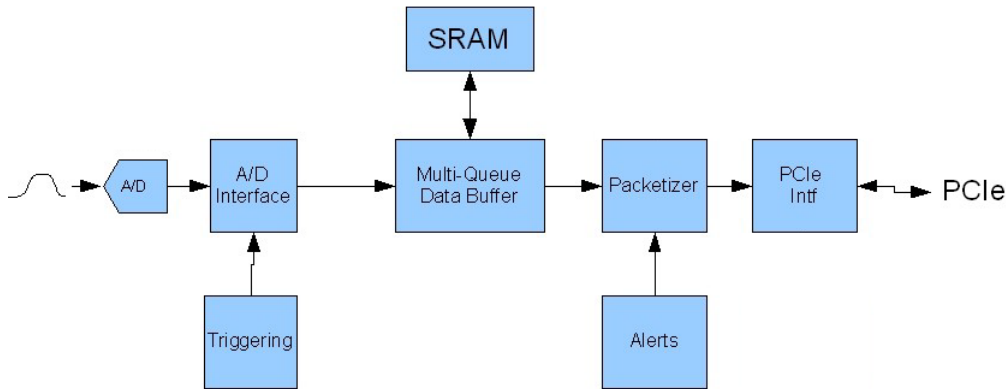 SRAM
A/D
A/D
Interface
Multi-Queue
Data Buffer
Packetizer
PCIe
Intf
PCIe
Triggering
Alerts